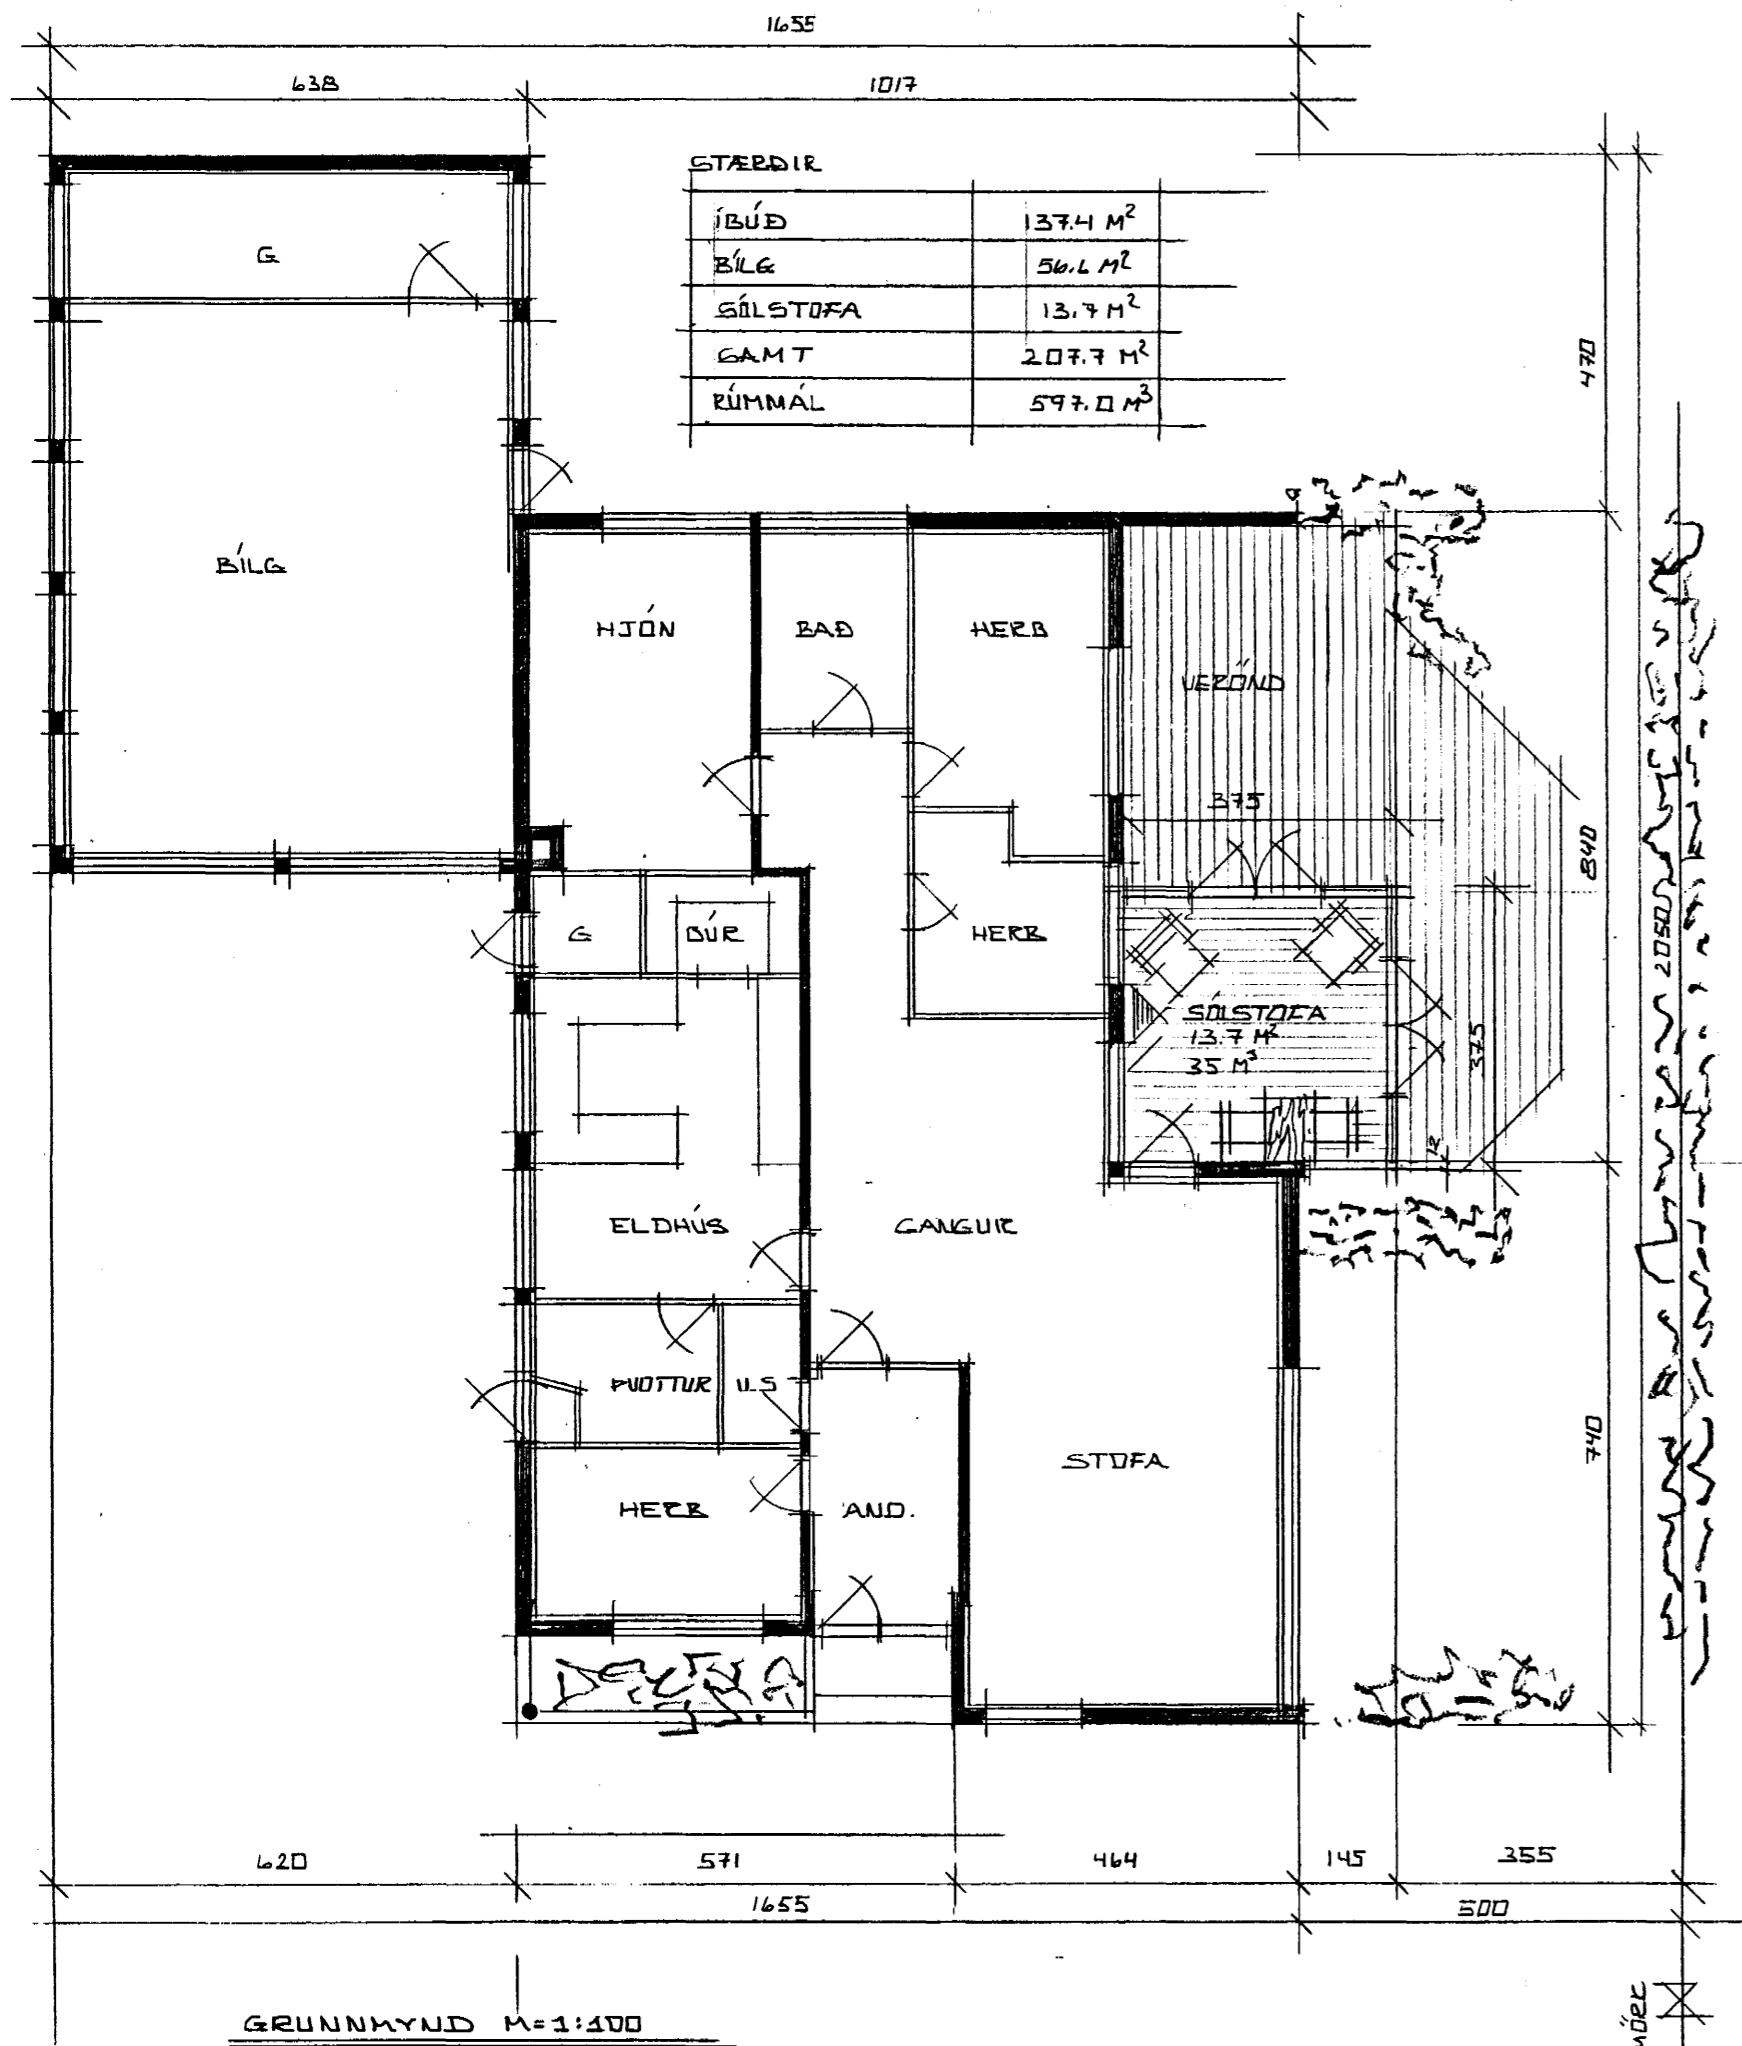 1655
638 1017
STÆRÐIR
ÍBÚÐ 137.4 M²
BÍLG 56.6 M²
SÓLSTOFA 13.7 M²
SAMT 207.7 M²
RÚMMÁL 597.0 M³
G
470
BÍLG
HJÓN BAÐ HERB
VERÖND
375
840
G BÚR HERB
2050
SÓLSTOFA
13.7 M²
35 M³
375
12
ELDHÚS GANGUR
ÞVOTTUR
STOFA
740
HERB AND.
620 571 464 145 355
1655 500
GRUNNMYND M=1:100
MÖRK